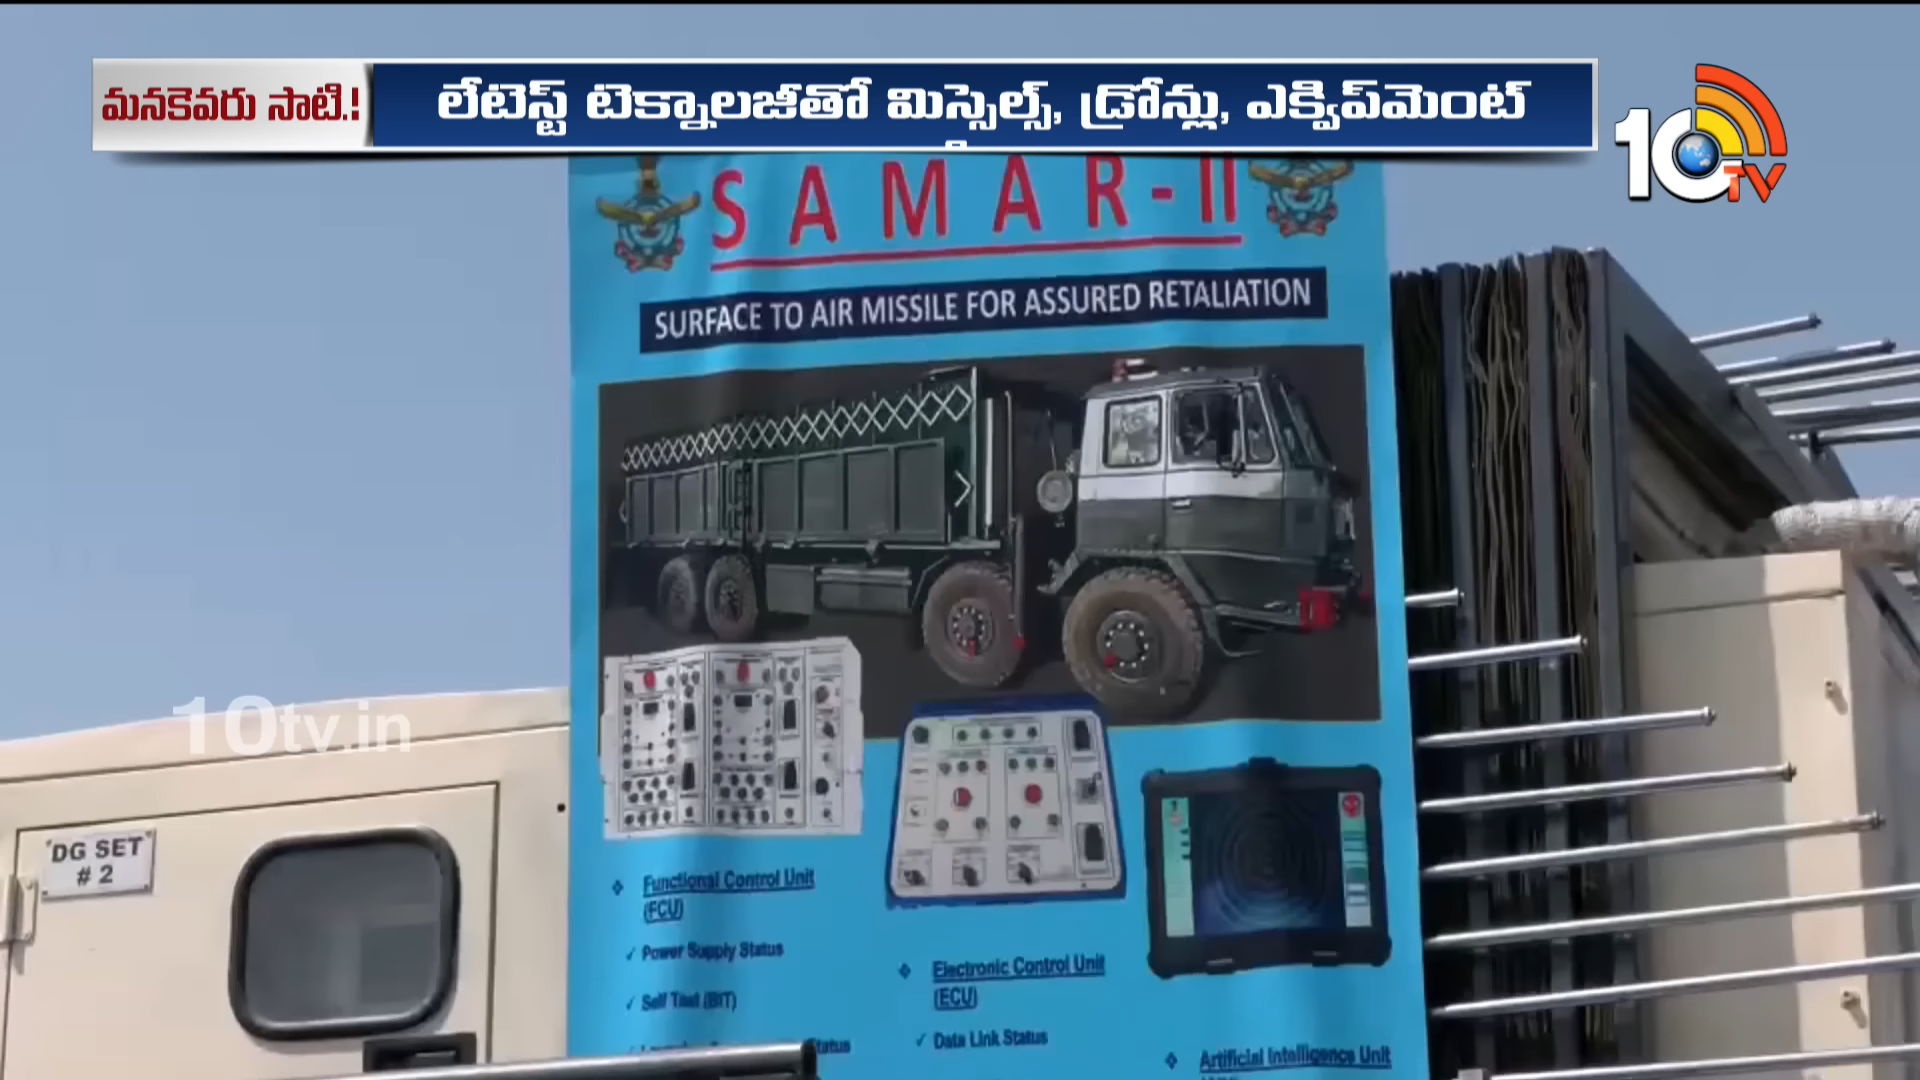 మనకెవరు సాటి.!
లేటెస్ట్ టెక్నాలజీతో మిస్సైల్స్, డ్రోన్లు, ఎక్విప్‌మెంట్
10TV
SAMAR-II
SURFACE TO AIR MISSILE FOR ASSURED RETALIATION
10tv.in
DG SET
# 2
Functional Control Unit
(FCU)
✓ Power Supply Status
✓ Self Test (BIT)
Status
Electronic Control Unit
(ECU)
✓ Data Link Status
Artificial Intelligence Unit